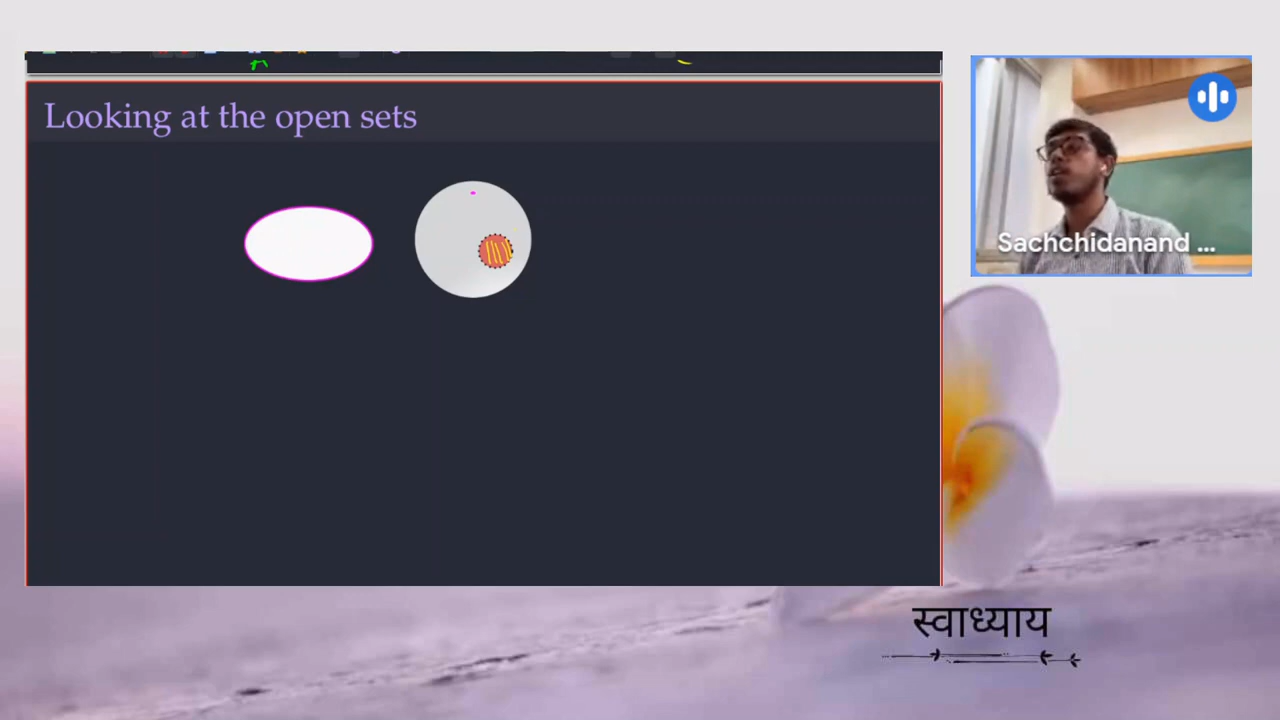 Looking at the open sets
Sachchidanand ...
स्वाध्याय